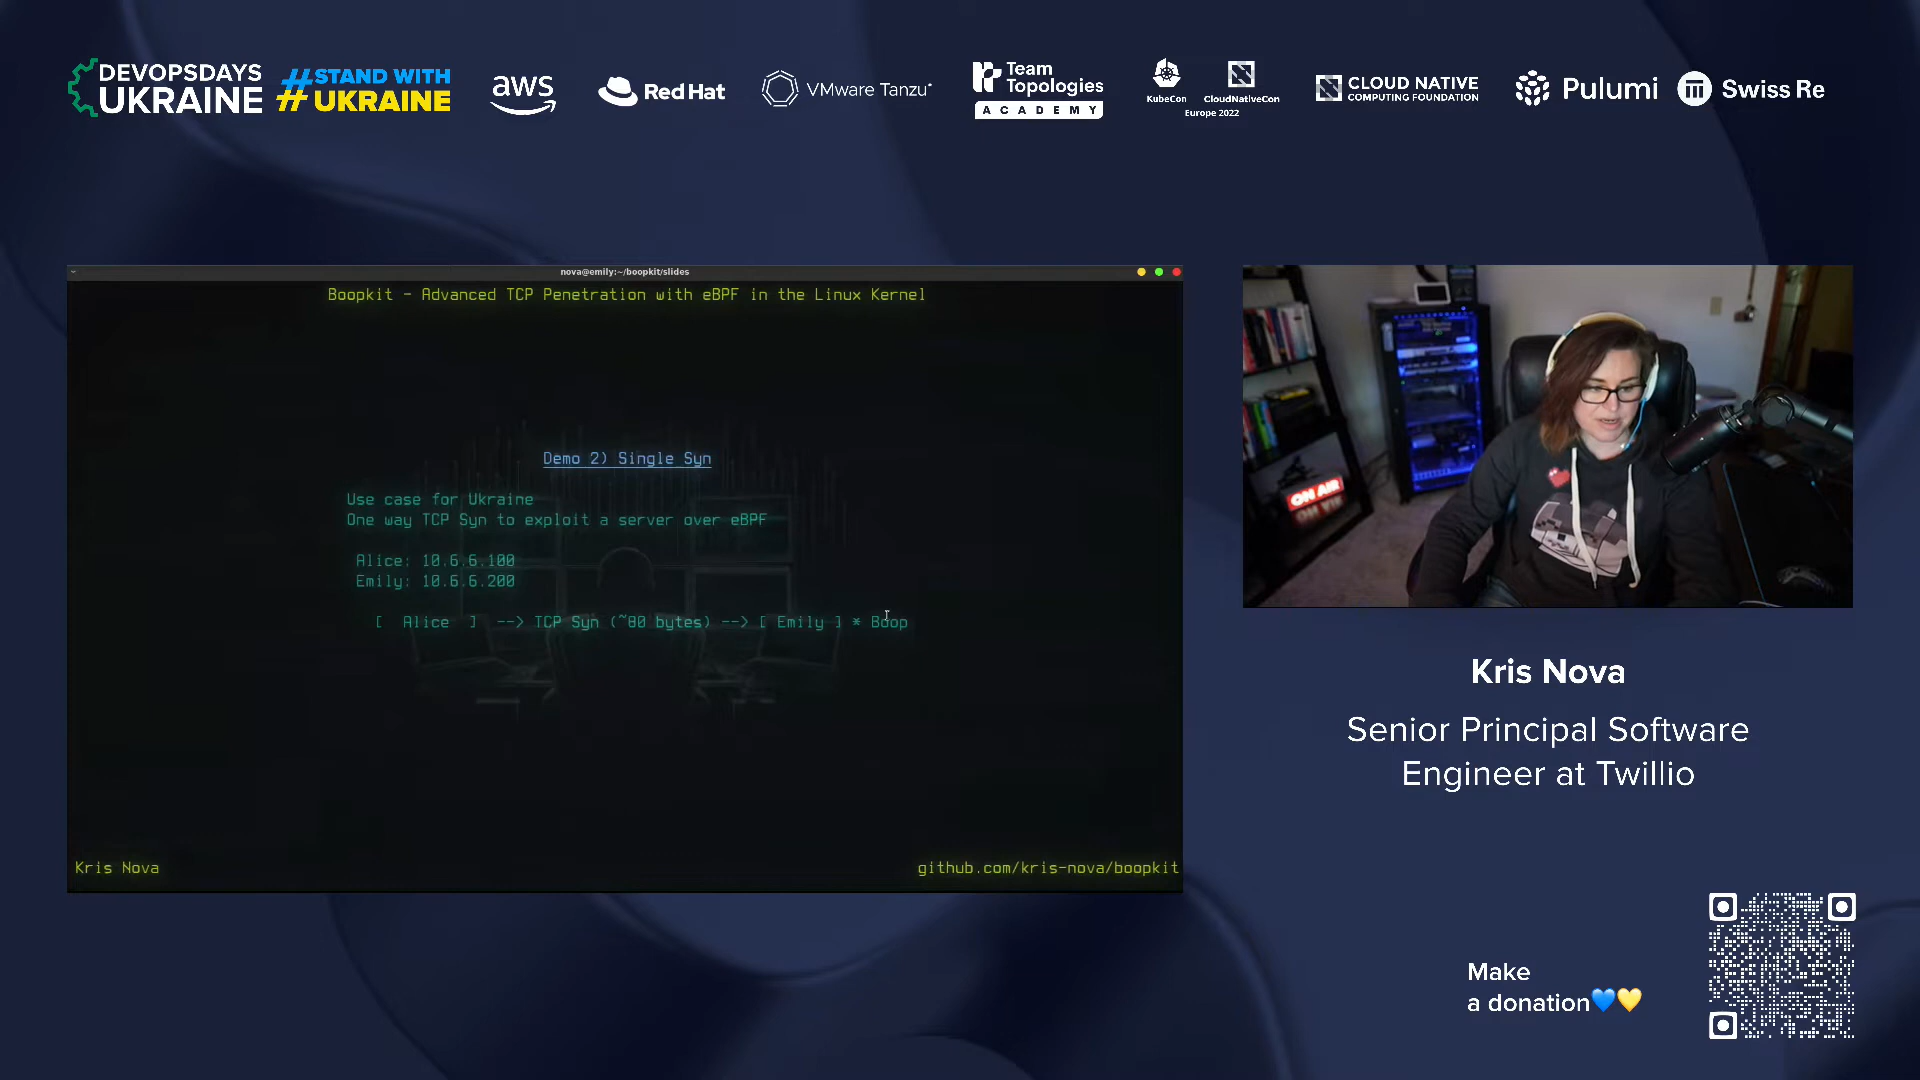 DEVOPSDAYS
UKRAINE
#STAND WITH
UKRAINE
aws
Red Hat
VMware Tanzu
Team
Topologies
ACADEMY
KubeCon
CloudNativeCon
Europe 2022
CLOUD NATIVE
COMPUTING FOUNDATION
Pulumi
Swiss Re
nova@emily:~/boopkit/slides
Boopkit - Advanced TCP Penetration with eBPF in the Linux Kernel
Demo 2) Single Syn
Use case for Ukraine
One way TCP Syn to exploit a server over eBPF
Alice: 10.6.6.100
Emily: 10.6.6.200
[ Alice ] --> TCP Syn (~80 bytes) --> [ Emily ] * Boop
Kris Nova
github.com/kris-nova/boopkit
ON AIR
Kris Nova
Senior Principal Software
Engineer at Twillio
Make
a donation💙💛